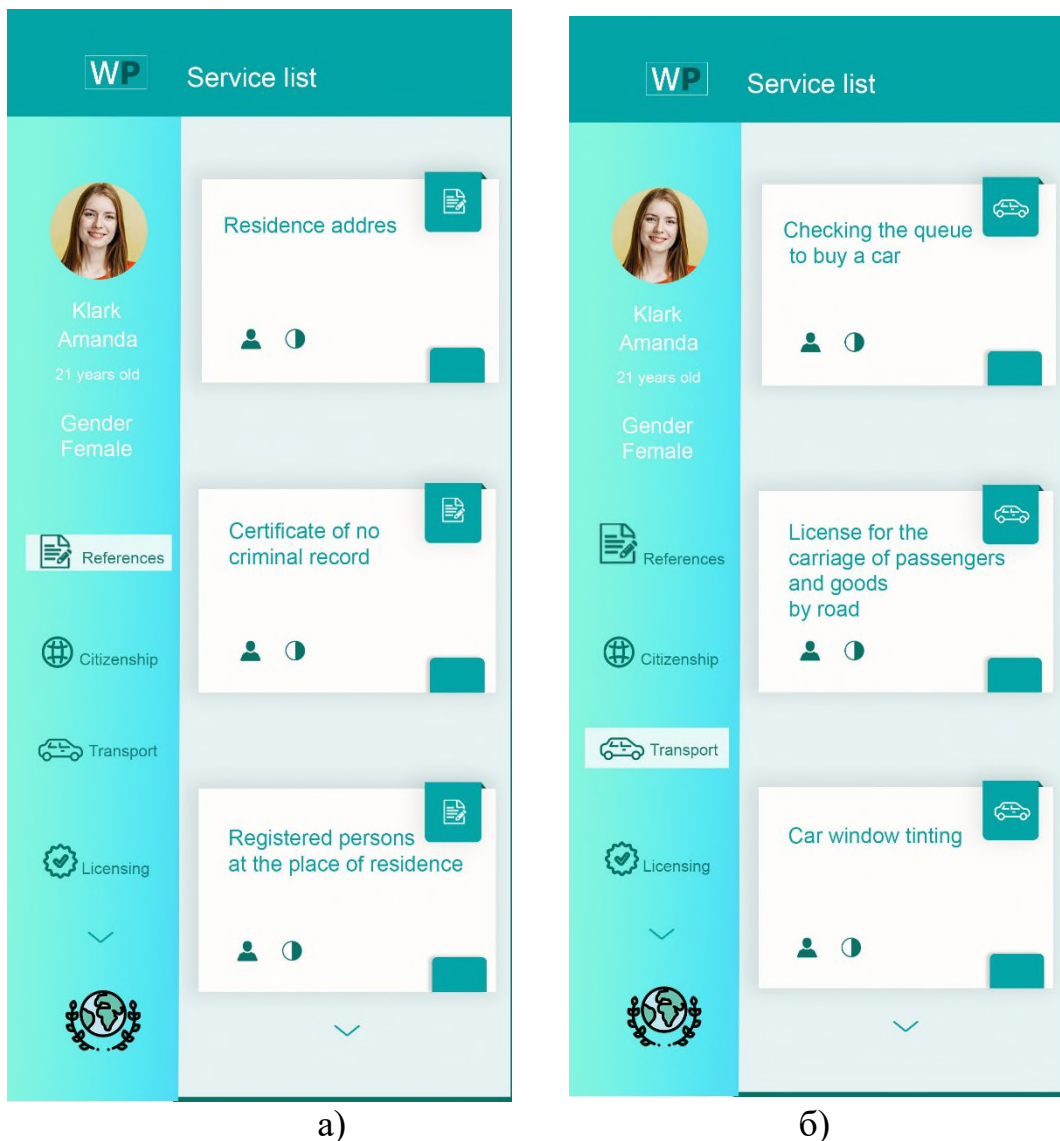 WP Service list
Klark
Amanda
21 years old
Gender
Female
References
Citizenship
Transport
Licensing
Residence addres
Certificate of no
criminal record
Registered persons
at the place of residence
а)
WP Service list
Klark
Amanda
21 years old
Gender
Female
References
Citizenship
Transport
Licensing
Checking the queue
to buy a car
License for the
carriage of passengers
and goods
by road
Car window tinting
б)